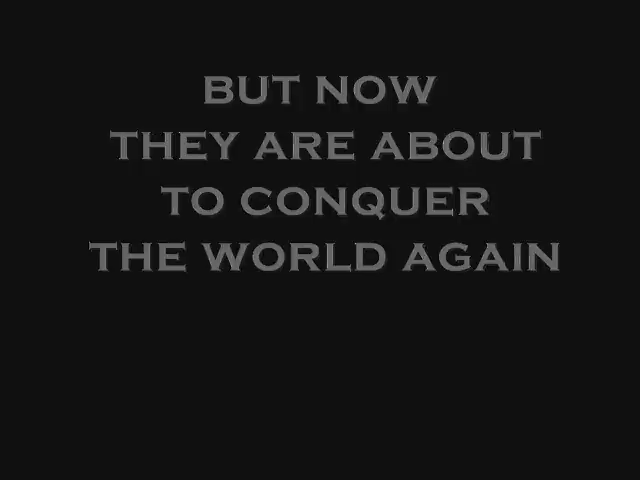 BUT NOW
THEY ARE ABOUT
TO CONQUER
THE WORLD AGAIN